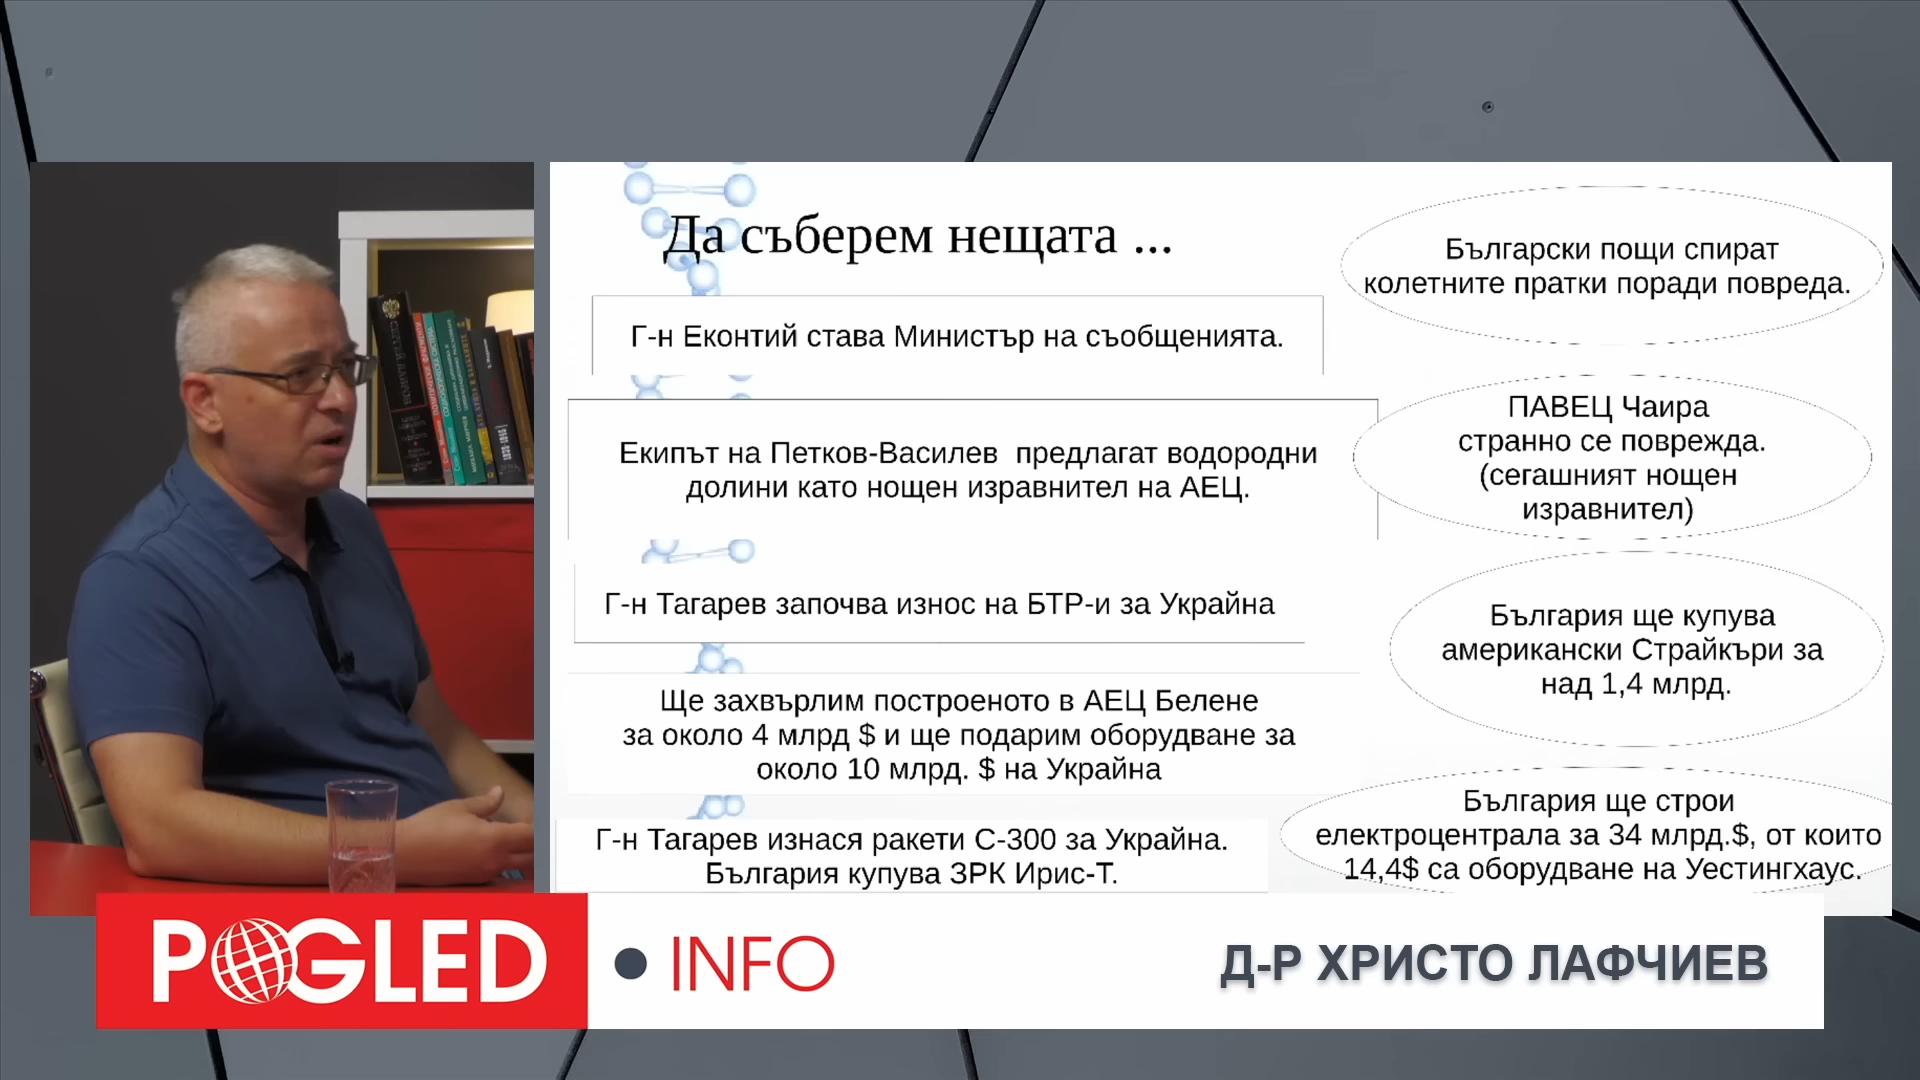 Да съберем нещата ...
Български пощи спират
колетните пратки поради повреда.
Г-н Еконтий става Министър на съобщенията.
Екипът на Петков-Василев предлагат водородни
долини като нощен изравнител на АЕЦ.
ПАВЕЦ Чаира
странно се поврежда.
(сегашният нощен
изравнител)
Г-н Тагарев започва износ на БТР-и за Украйна
България ще купува
американски Страйкъри за
над 1,4 млрд.
Ще захвърлим построеното в АЕЦ Белене
за около 4 млрд $ и ще подарим оборудване за
около 10 млрд. $ на Украйна
Г-н Тагарев изнася ракети С-300 за Украйна.
България купува ЗРК Ирис-Т.
България ще строи
електроцентрала за 34 млрд.$, от които
14,4$ са оборудване на Уестингхаус.
POGLED
INFO
Д-Р ХРИСТО ЛАФЧИЕВ